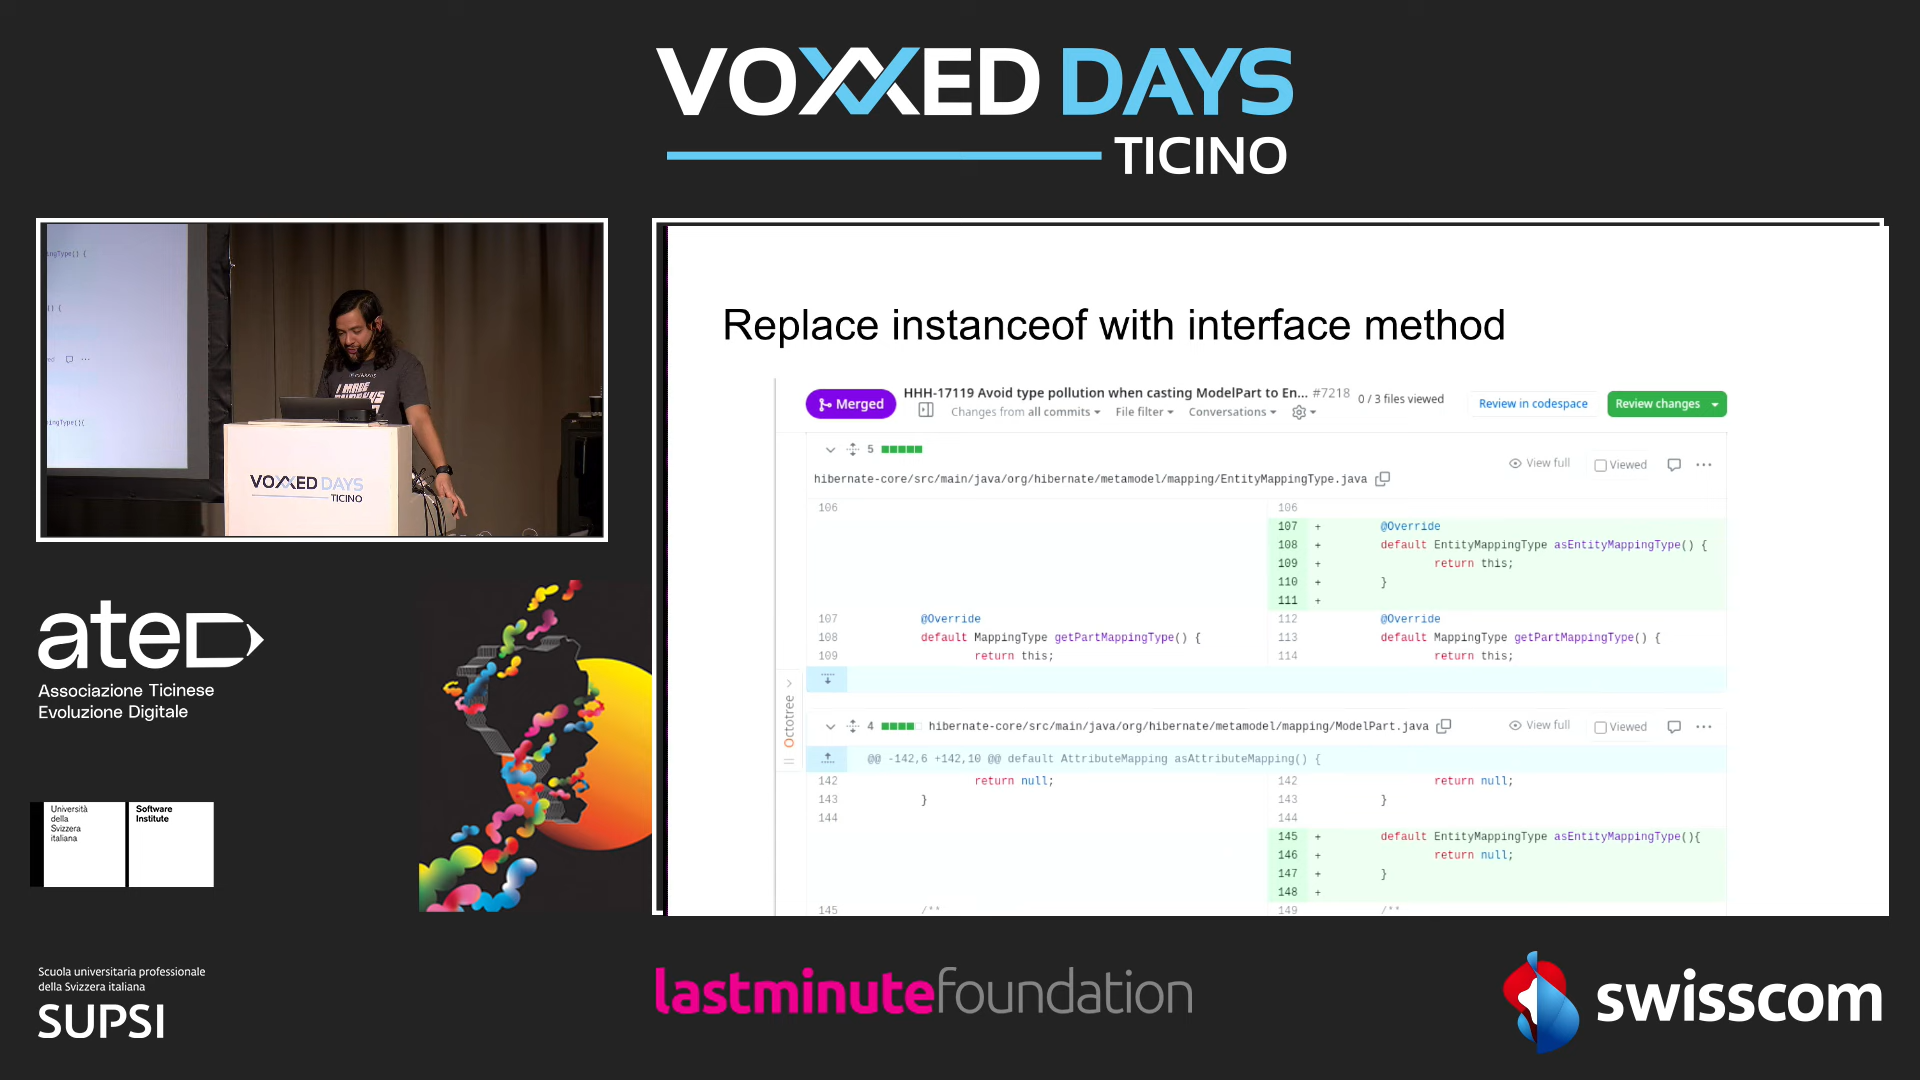 VOXXED DAYS
TICINO
ingType() {
() {
ed
pingType(){
I MADE
VOXXED DAYS
TICINO
Replace instanceof with interface method
Merged
HHH-17119 Avoid type pollution when casting ModelPart to En... #7218
Changes from all commits
File filter
Conversations
0 / 3 files viewed
Review in codespace
Review changes
5
View full
Viewed
hibernate-core/src/main/java/org/hibernate/metamodel/mapping/EntityMappingType.java
106 106
107 + @Override
108 + default EntityMappingType asEntityMappingType() {
109 + return this;
110 + }
111 +
107 @Override 112 @Override
108 default MappingType getPartMappingType() { 113 default MappingType getPartMappingType() {
109 return this; 114 return this;
Octotree
4 hibernate-core/src/main/java/org/hibernate/metamodel/mapping/ModelPart.java
View full
Viewed
@@ -142,6 +142,10 @@ default AttributeMapping asAttributeMapping() {
142 return null; 142 return null;
143 } 143 }
144 144
145 + default EntityMappingType asEntityMappingType(){
146 + return null;
147 + }
148 +
145 /** 149 /**
ateD
Associazione Ticinese
Evoluzione Digitale
Università
della
Svizzera
italiana
Software
Institute
Scuola universitaria professionale
della Svizzera italiana
SUPSI
lastminutefoundation
swisscom